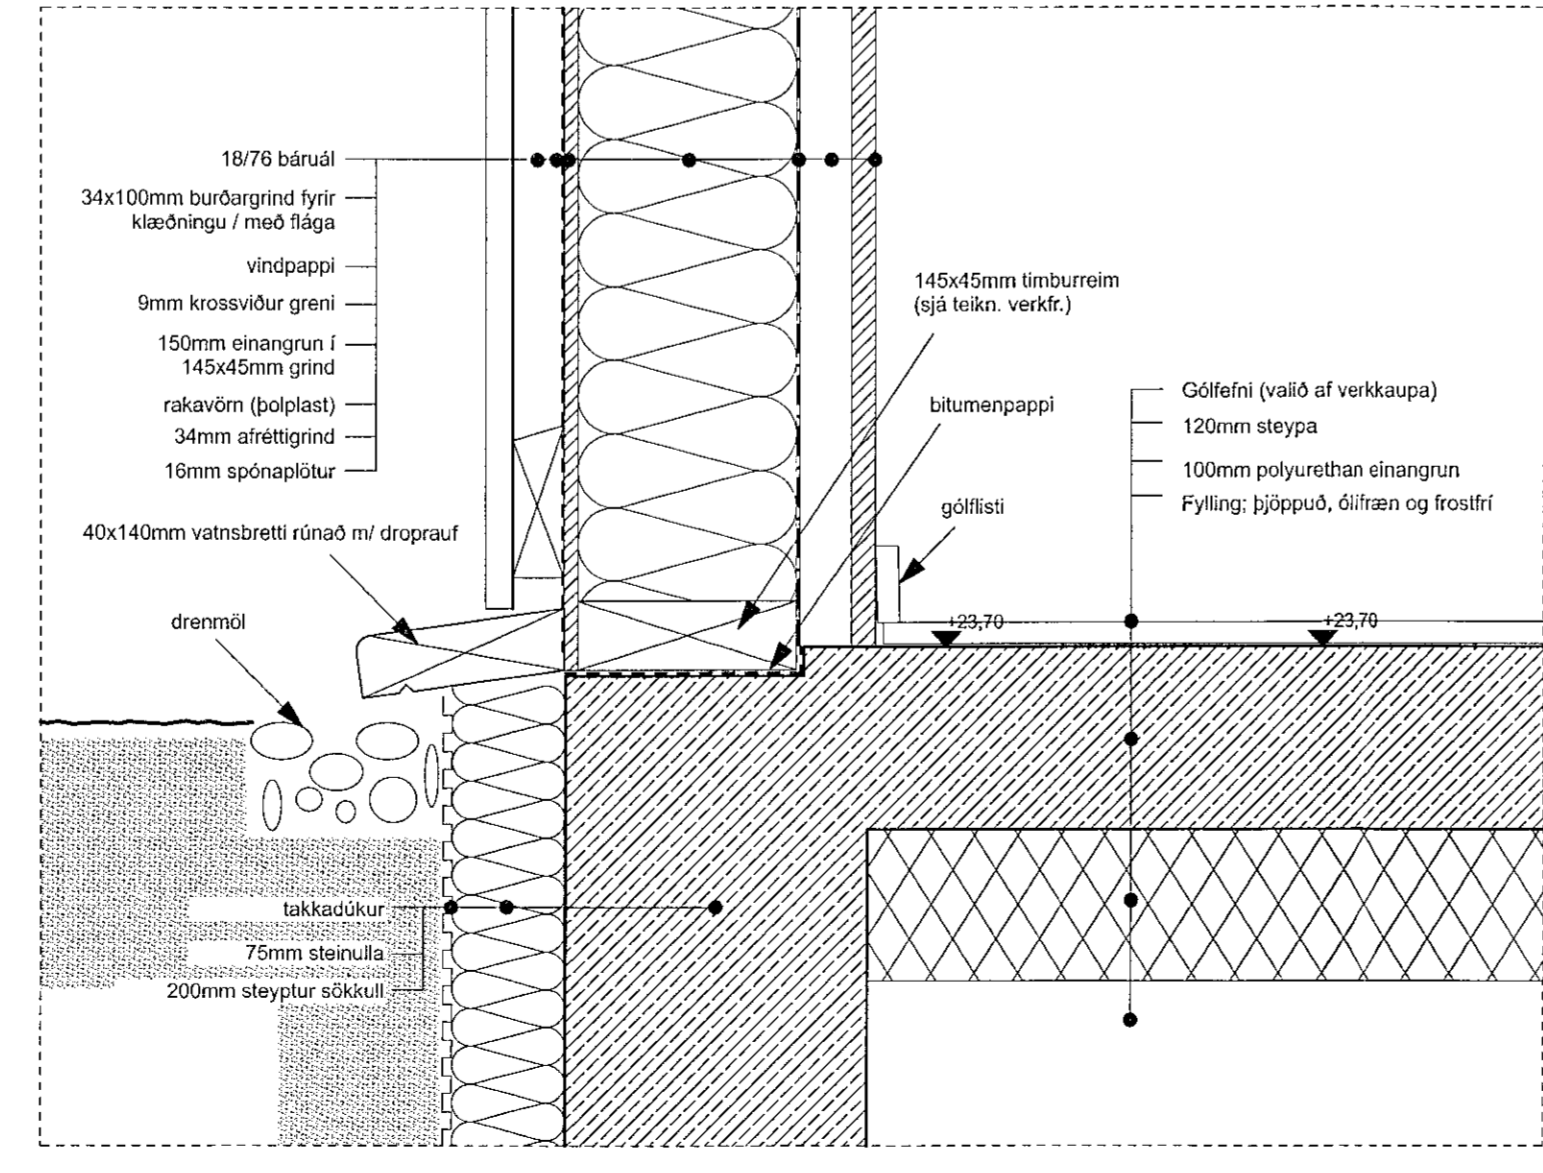 18/76 báruál
34x100mm burðargrind fyrir
klæðningu / með flága
vindpappi
9mm krossviður greni
150mm einangrun í
145x45mm grind
rakavörn (þolplast)
34mm afréttigrind
16mm spónaplötur
40x140mm vatnsbretti rúnað m/ droprauf
drenmöl
145x45mm timburreim
(sjá teikn. verkfr.)
bitumenpappi
gólflisti
Gólfefni (valið af verkkaupa)
120mm steypa
100mm polyurethan einangrun
Fylling; þjöppuð, ólífræn og frostfrí
+23,70
+23,70
takkadúkur
75mm steinulla
200mm steyptur sökkull